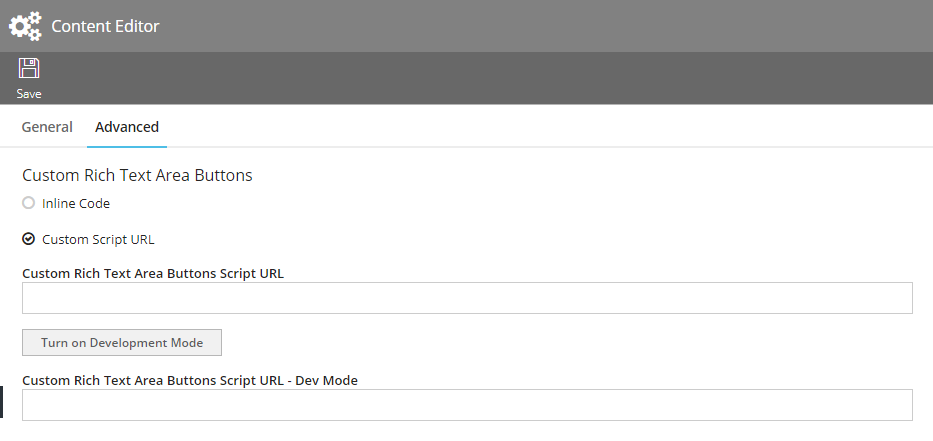 Content Editor
Save
General Advanced
Custom Rich Text Area Buttons
Inline Code
Custom Script URL
Custom Rich Text Area Buttons Script URL
Turn on Development Mode
Custom Rich Text Area Buttons Script URL - Dev Mode